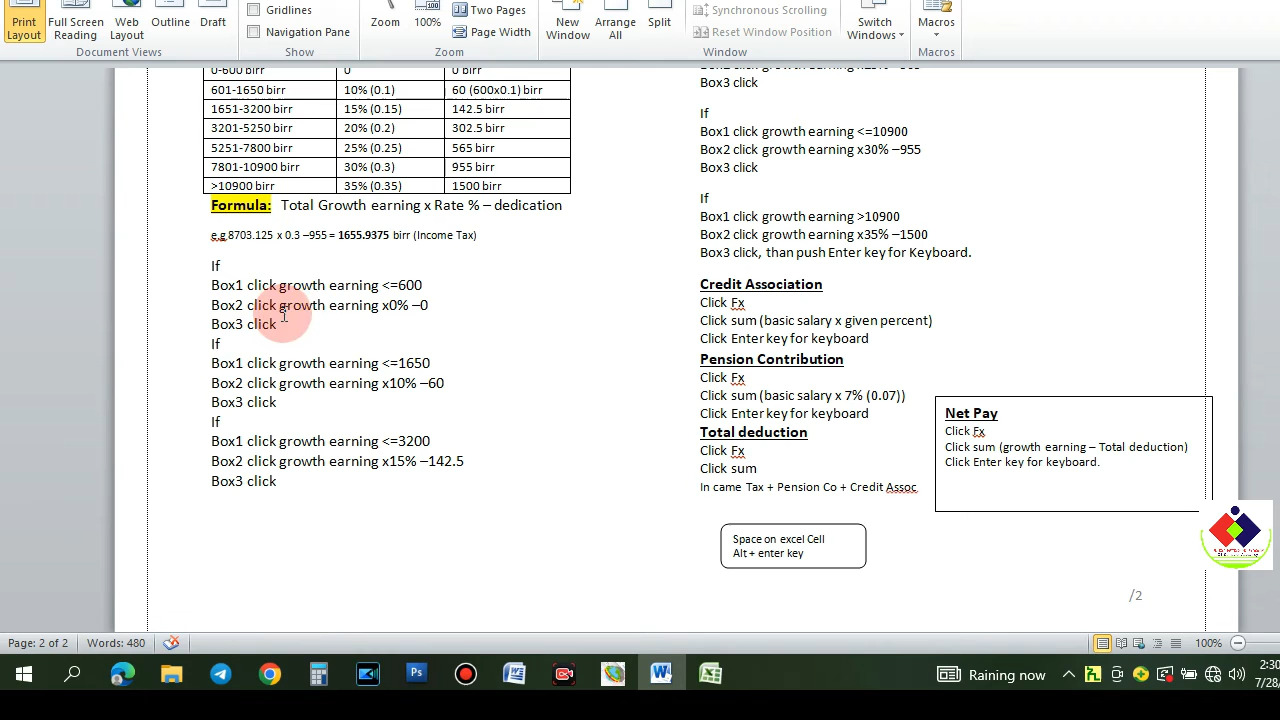 Print
Layout
Full Screen
Reading
Web
Layout
Outline
Draft
Document Views
Gridlines
Navigation Pane
Show
Zoom
100%
Two Pages
Page Width
Zoom
New
Window
Arrange
All
Split
Synchronous Scrolling
Reset Window Position
Window
Switch
Windows
Macros
Macros
0-600 birr 0 0 birr
601-1650 birr 10% (0.1) 60 (600x0.1) birr
1651-3200 birr 15% (0.15) 142.5 birr
3201-5250 birr 20% (0.2) 302.5 birr
5251-7800 birr 25% (0.25) 565 birr
7801-10900 birr 30% (0.3) 955 birr
>10900 birr 35% (0.35) 1500 birr
Formula: Total Growth earning x Rate % – dedication
e.g.8703.125 x 0.3 –955 = 1655.9375 birr (Income Tax)
If
Box1 click growth earning <=600
Box2 click growth earning x0% –0
Box3 click
If
Box1 click growth earning <=1650
Box2 click growth earning x10% –60
Box3 click
If
Box1 click growth earning <=3200
Box2 click growth earning x15% –142.5
Box3 click
Box3 click
If
Box1 click growth earning <=10900
Box2 click growth earning x30% –955
Box3 click
If
Box1 click growth earning >10900
Box2 click growth earning x35% –1500
Box3 click, than push Enter key for Keyboard.
Credit Association
Click Fx
Click sum (basic salary x given percent)
Click Enter key for keyboard
Pension Contribution
Click Fx
Click sum (basic salary x 7% (0.07))
Click Enter key for keyboard
Total deduction
Click Fx
Click sum
In came Tax + Pension Co + Credit Assoc
Net Pay
Click Fx
Click sum (growth earning – Total deduction)
Click Enter key for keyboard.
Space on excel Cell
Alt + enter key
/2
Page: 2 of 2
Words: 480
100%
Raining now
2:30
7/28/